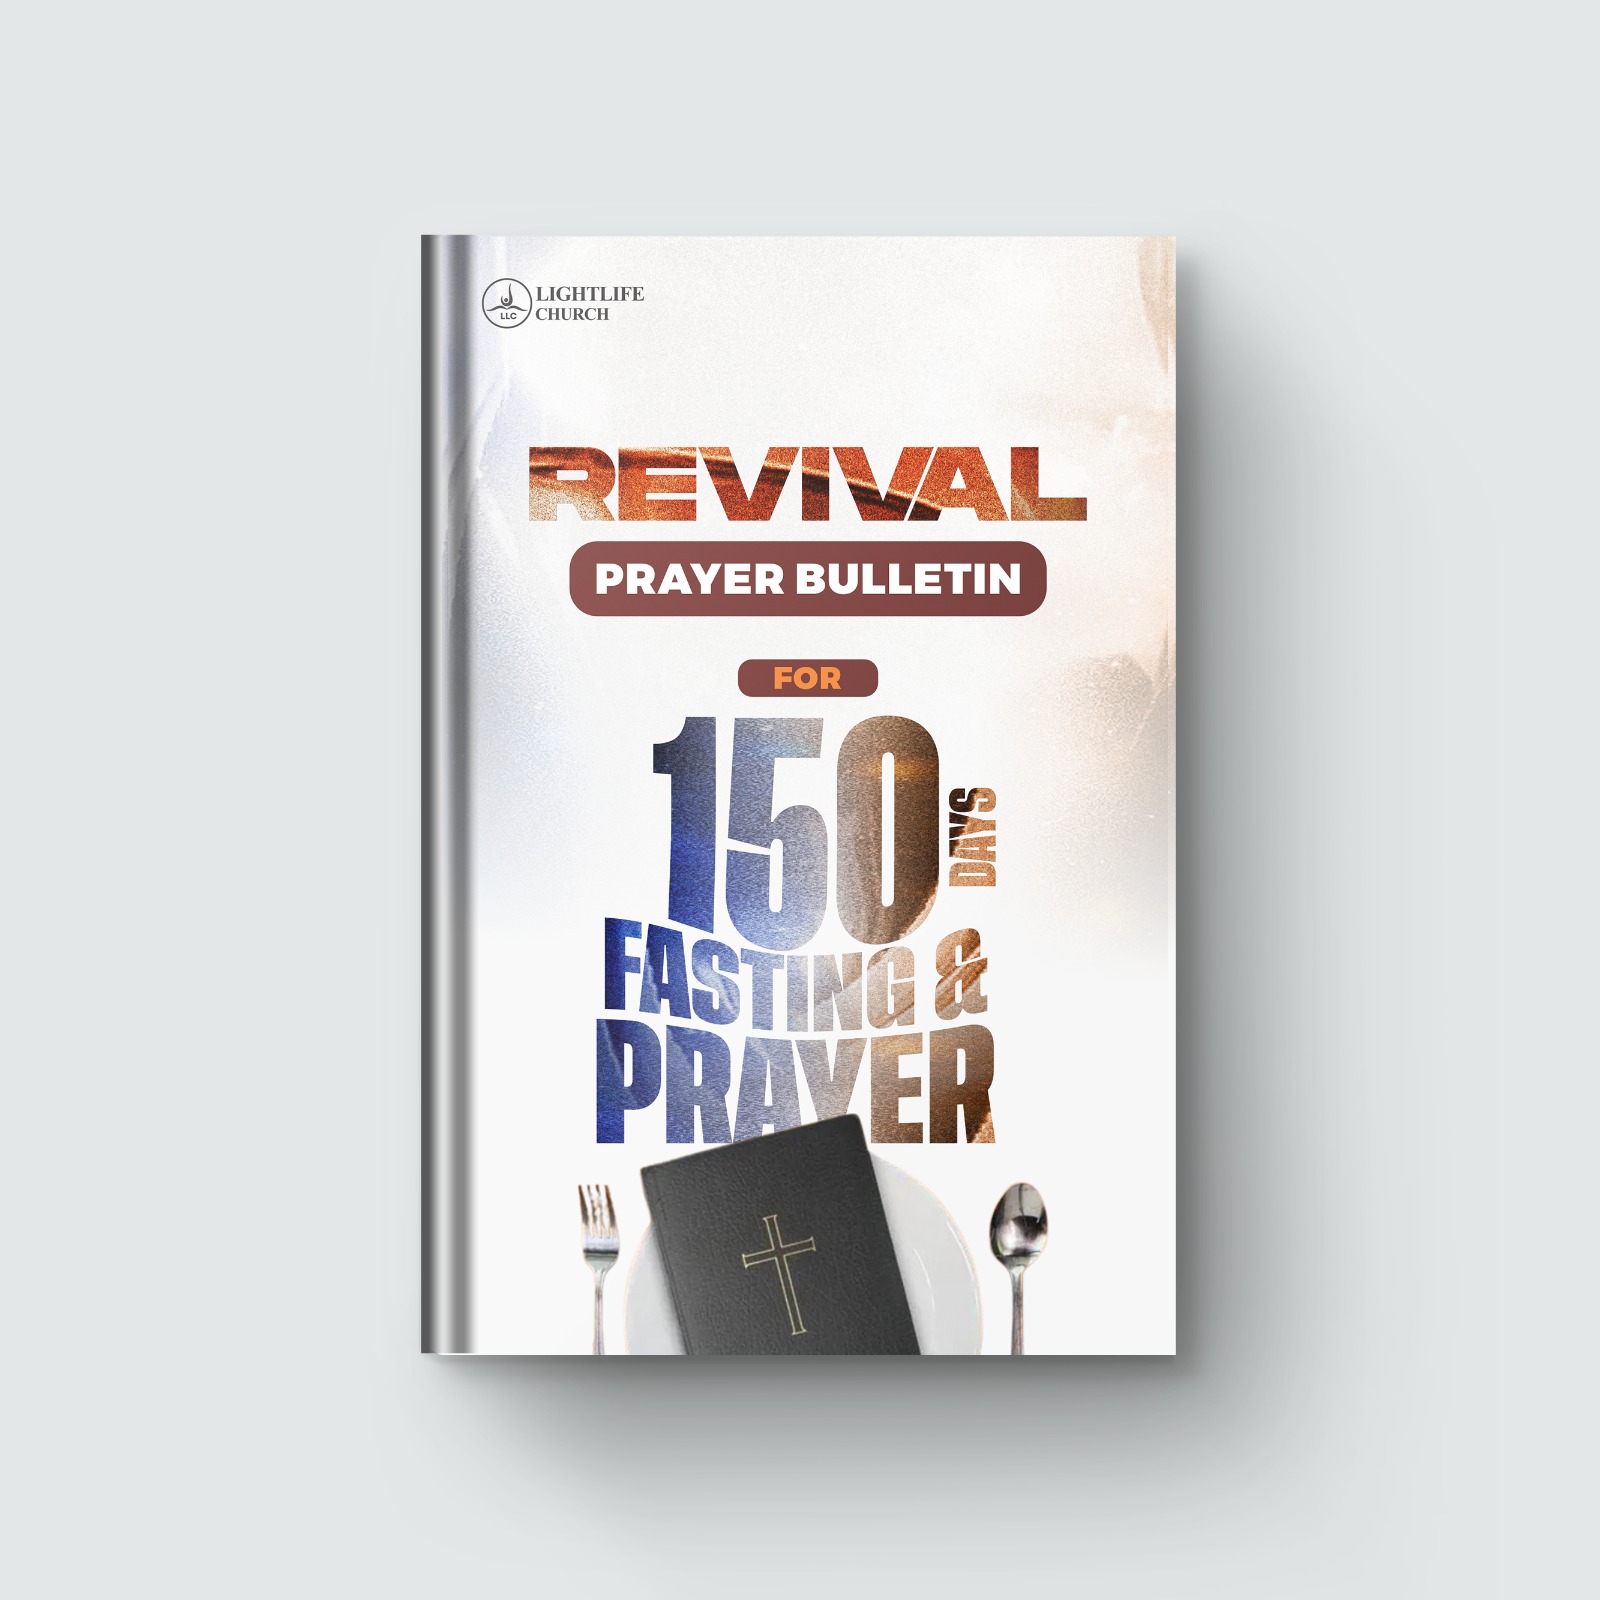 LLC
LIGHTLIFE
CHURCH
REVIVAL
PRAYER BULLETIN
FOR
150
DAYS
FASTING &
PRAYER